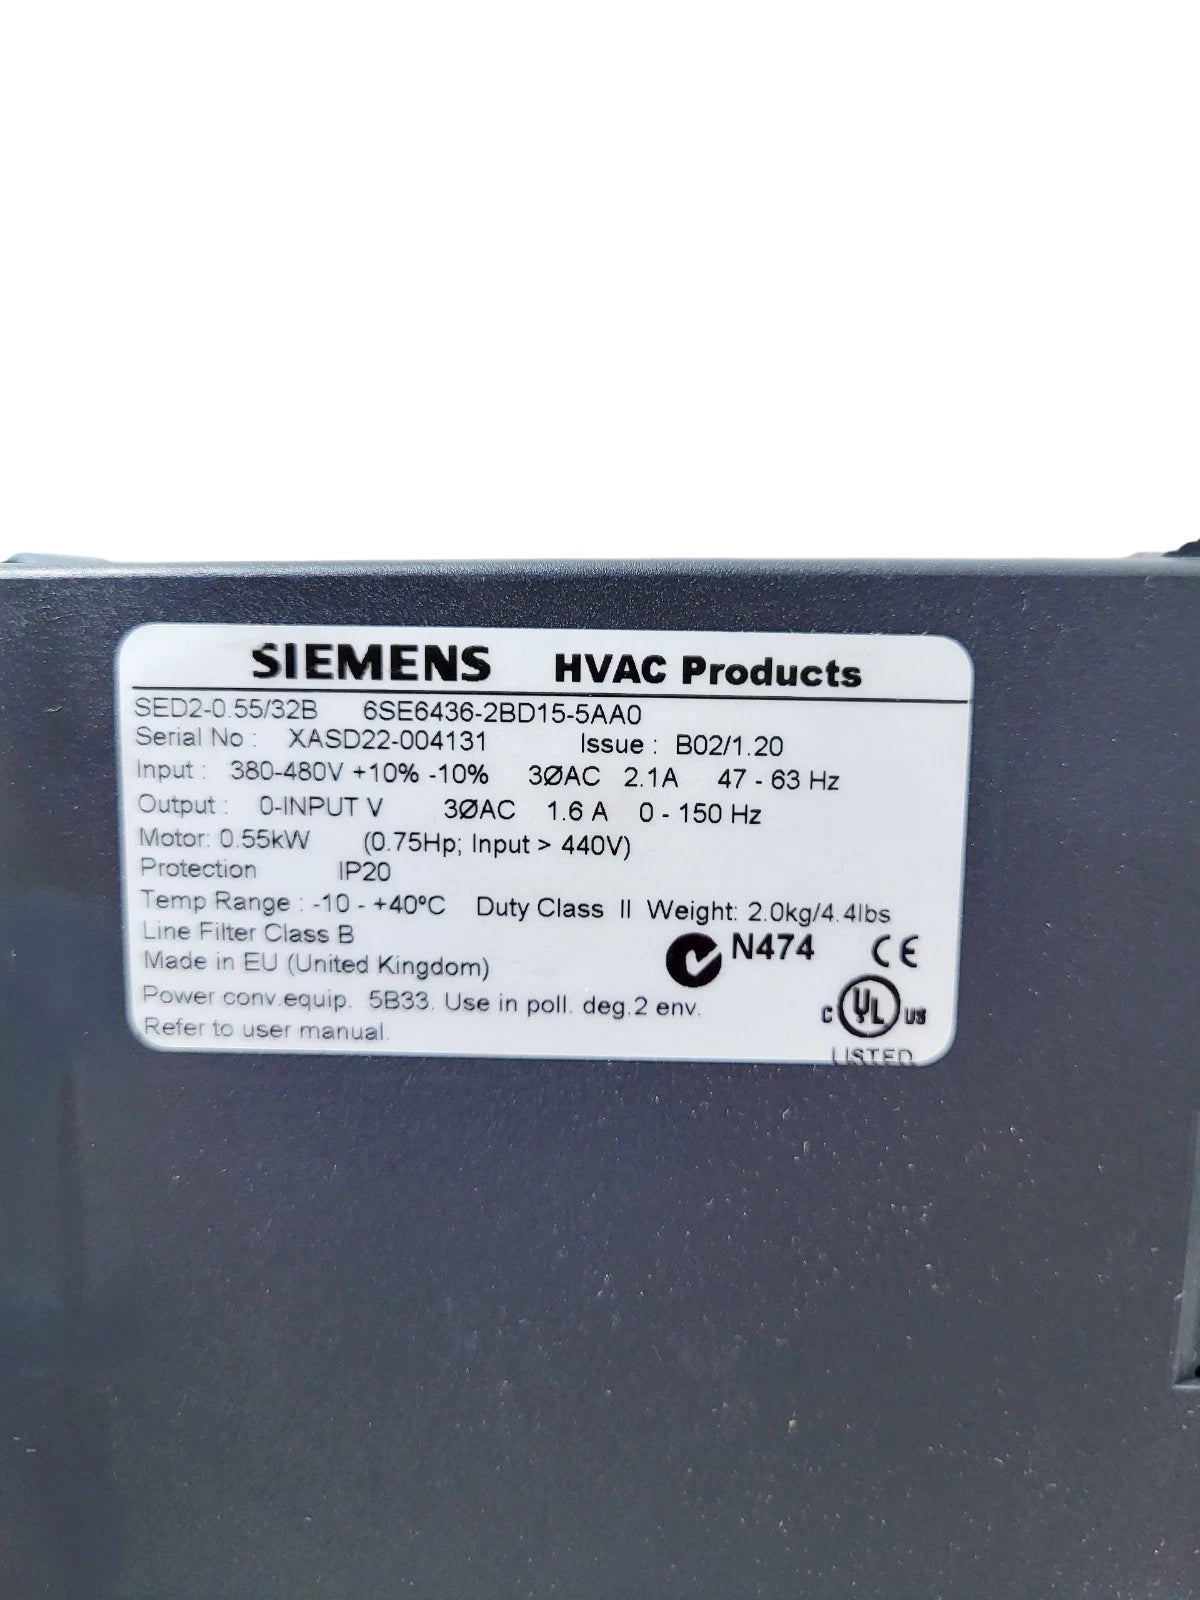 SIEMENS HVAC Products
SED2-0.55/32B 6SE6436-2BD15-5AA0
Serial No : XASD22-004131 Issue : B02/1.20
Input : 380-480V +10% -10% 3ØAC 2.1A 47 - 63 Hz
Output : 0-INPUT V 3ØAC 1.6 A 0 - 150 Hz
Motor: 0.55kW (0.75Hp; Input > 440V)
Protection IP20
Temp Range : -10 - +40ºC Duty Class II Weight: 2.0kg/4.4lbs
Line Filter Class B
N474 CE
Made in EU (United Kingdom)
Power conv.equip. 5B33. Use in poll. deg.2 env.
C UL US
Refer to user manual.
LISTED